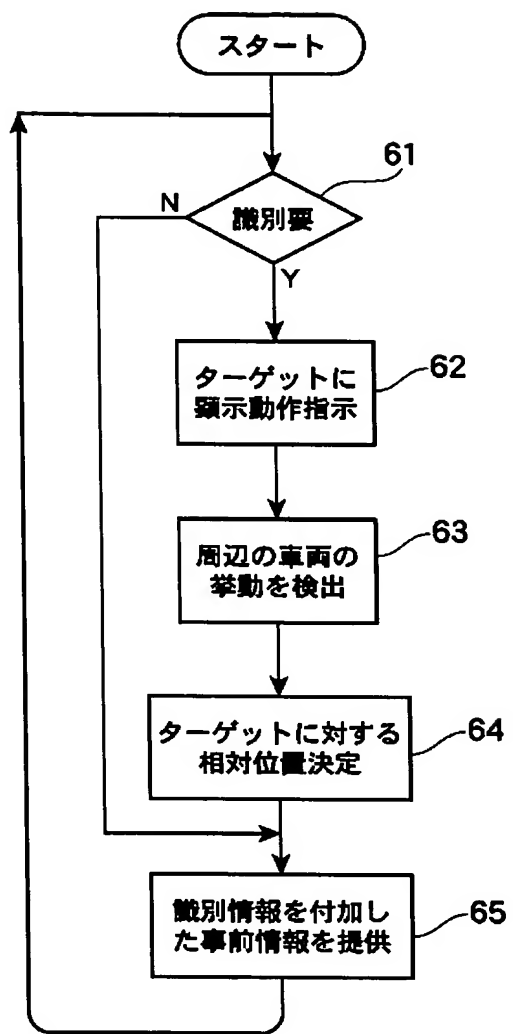 スタート
61
N
識別要
Y
ターゲットに
顕示動作指示
62
周辺の車両の
挙動を検出
63
ターゲットに対する
相対位置決定
64
識別情報を付加し
た事前情報を提供
65